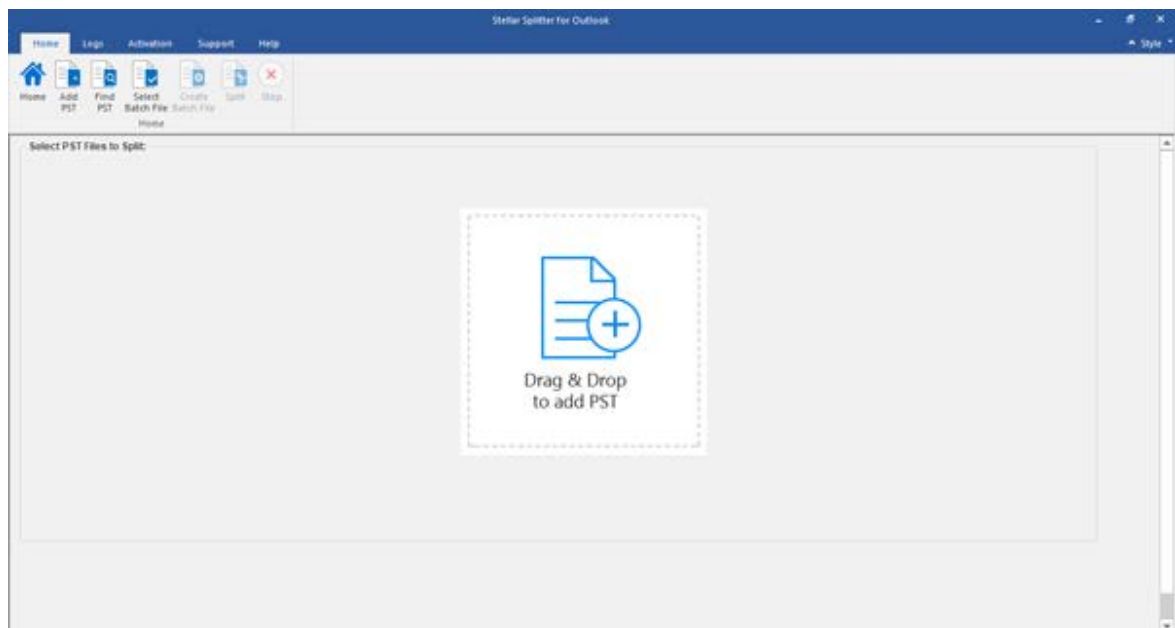 Stellar Splitter for Outlook
Home Logs Activation Support Help
Style
Home
Add PST
Find PST
Select Batch File
Create Batch File
Split
Stop
Home
Select PST Files to Split:
Drag & Drop
to add PST